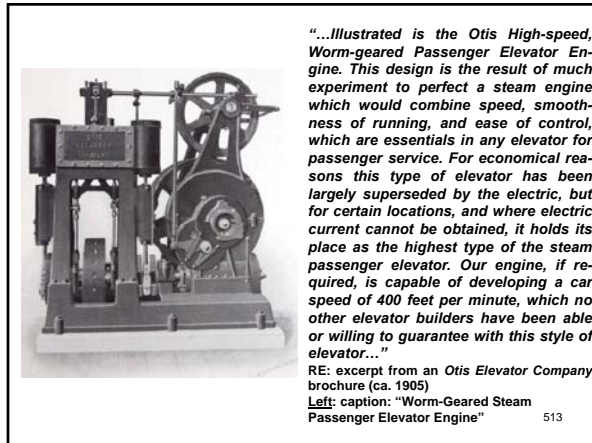 “…Illustrated is the Otis High-speed,
Worm-geared Passenger Elevator En-
gine. This design is the result of much
experiment to perfect a steam engine
which would combine speed, smooth-
ness of running, and ease of control,
which are essentials in any elevator for
passenger service. For economical rea-
sons this type of elevator has been
largely superseded by the electric, but
for certain locations, and where electric
current cannot be obtained, it holds its
place as the highest type of the steam
passenger elevator. Our engine, if re-
quired, is capable of developing a car
speed of 400 feet per minute, which no
other elevator builders have been able
or willing to guarantee with this style of
elevator…”
RE: excerpt from an Otis Elevator Company
brochure (ca. 1905)
Left: caption: “Worm-Geared Steam
Passenger Elevator Engine”
513
OTIS
ELEVATOR
COMPANY